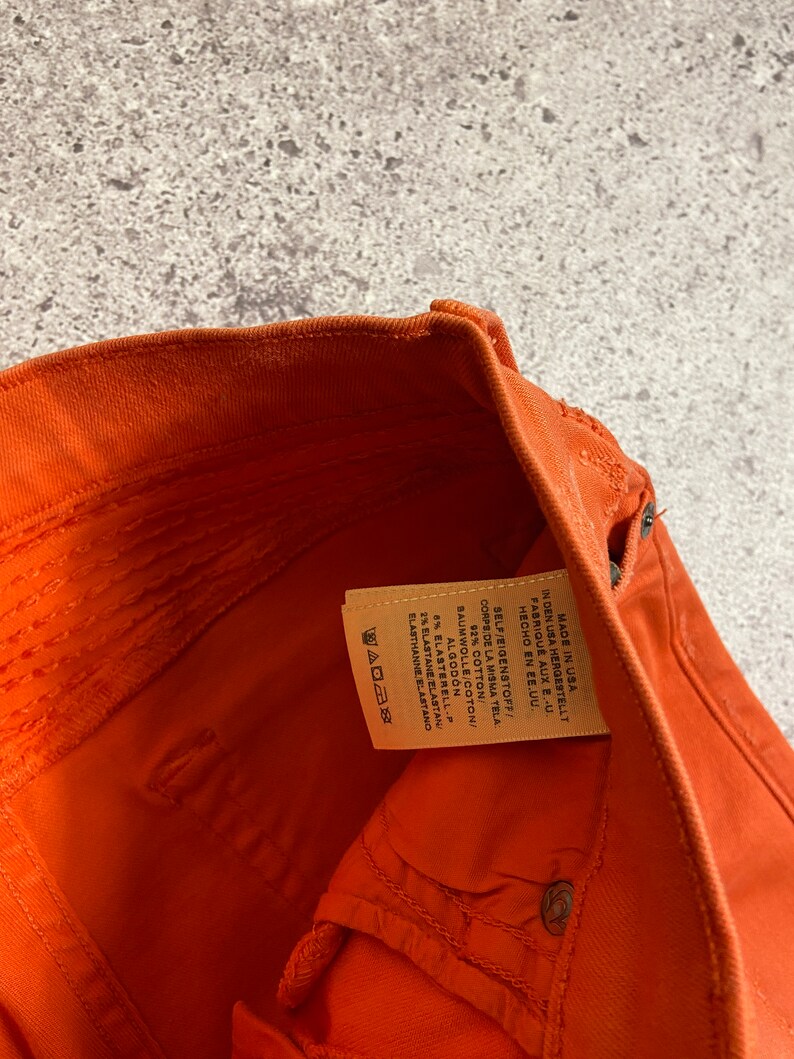 MADE IN USA
IN DEN USA HERGESTELLT
FABRIQUÉ AUX E.-U.
HECHO EN EE.UU.
SELF/EIGENSTOFF/
CORPS/DE LA MISMA TELA:
92% COTTON/
BAUMWOLLE/COTON/
ALGODÓN
6% ELASTERELL-P
2% ELASTANE/ELASTAN/
ELASTHANNE/ELASTANO